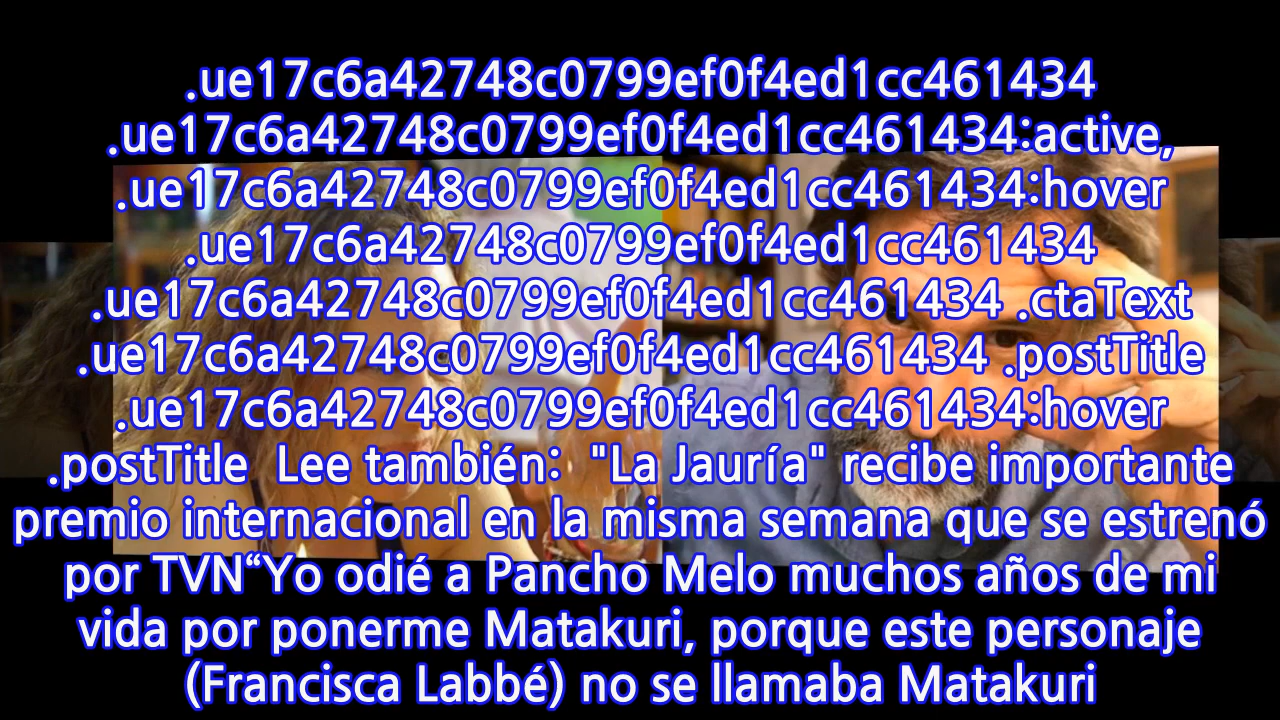 .ue17c6a42748c0799ef0f4ed1cc461434
.ue17c6a42748c0799ef0f4ed1cc461434:active,
.ue17c6a42748c0799ef0f4ed1cc461434:hover
.ue17c6a42748c0799ef0f4ed1cc461434
.ue17c6a42748c0799ef0f4ed1cc461434 .ctaText
.ue17c6a42748c0799ef0f4ed1cc461434 .postTitle
.ue17c6a42748c0799ef0f4ed1cc461434:hover
.postTitle  Lee también:  "La Jauría" recibe importante
premio internacional en la misma semana que se estrenó
por TVN“Yo odié a Pancho Melo muchos años de mi
vida por ponerme Matakuri, porque este personaje
(Francisca Labbé) no se llamaba Matakuri